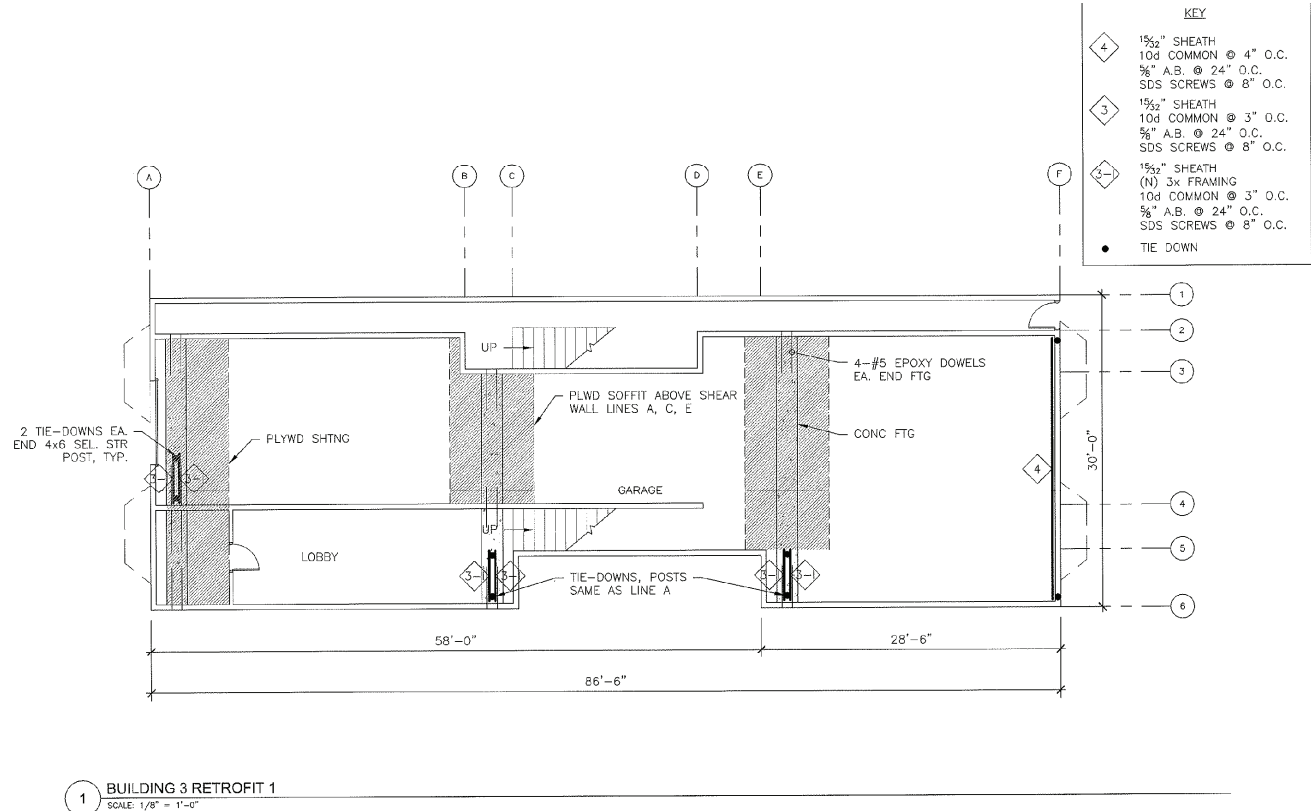 KEY
4
15/32" SHEATH
10d COMMON @ 4" O.C.
5/8" A.B. @ 24" O.C.
SDS SCREWS @ 8" O.C.
3
15/32" SHEATH
10d COMMON @ 3" O.C.
5/8" A.B. @ 24" O.C.
SDS SCREWS @ 8" O.C.
3-1
15/32" SHEATH
(N) 3x FRAMING
10d COMMON @ 3" O.C.
5/8" A.B. @ 24" O.C.
SDS SCREWS @ 8" O.C.
TIE DOWN
A
B
C
D
E
F
1
2
3
4
5
6
UP
4-#5 EPOXY DOWELS
EA. END FTG
PLWD SOFFIT ABOVE SHEAR
WALL LINES A, C, E
2 TIE-DOWNS EA.
END 4x6 SEL. STR
POST, TYP.
PLYWD SHTNG
CONC FTG
3-1
3-1
4
30'-0"
GARAGE
UP
LOBBY
3-1
3-1
TIE-DOWNS, POSTS
SAME AS LINE A
3-1
3-1
58'-0"
28'-6"
86'-6"
1
BUILDING 3 RETROFIT 1
SCALE: 1/8" = 1'-0"